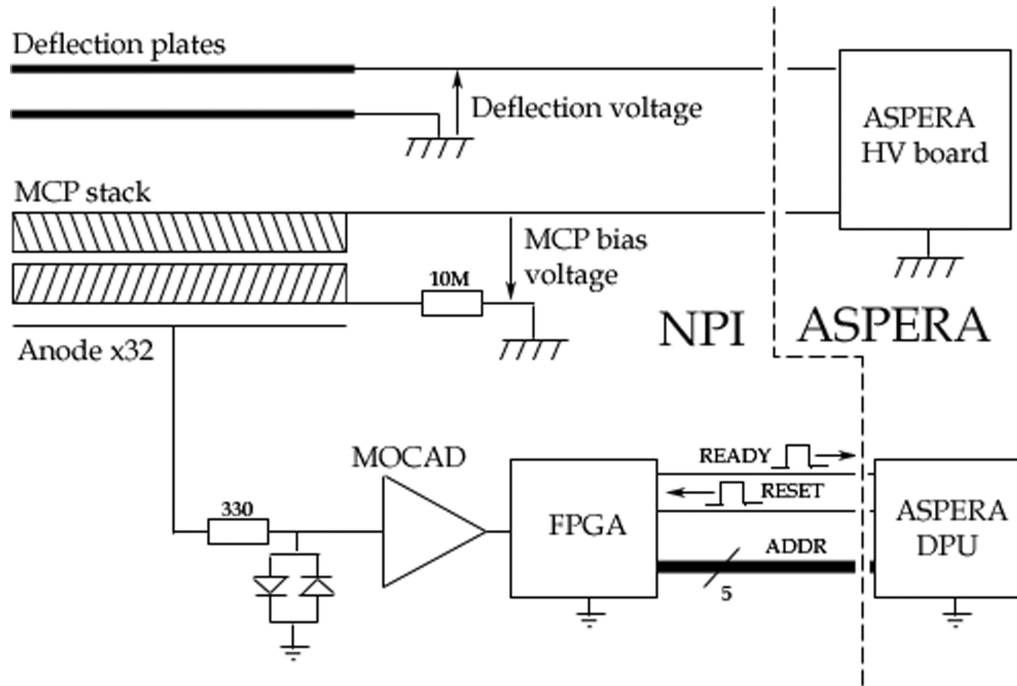 Deflection plates
Deflection voltage
ASPERA
HV board
MCP stack
MCP bias
voltage
10M
NPI
ASPERA
Anode x32
MOCAD
READY
RESET
330
FPGA
ASPERA
DPU
ADDR
5